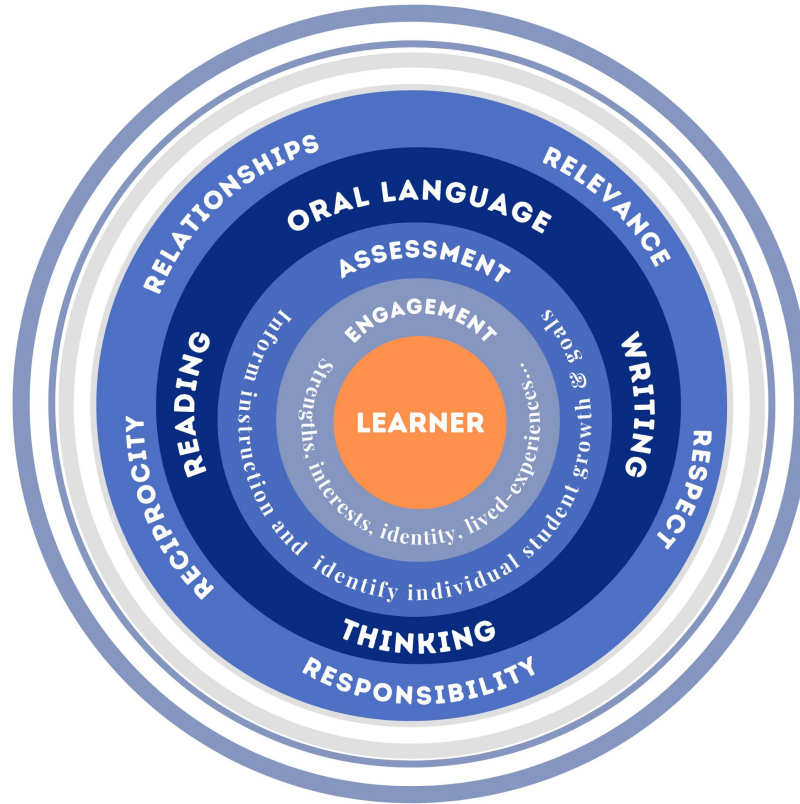 RELATIONSHIPS
RELEVANCE
RESPECT
RESPONSIBILITY
RECIPROCITY
ORAL LANGUAGE
WRITING
THINKING
READING
ASSESSMENT
Inform instruction and identify individual student growth & goals
ENGAGEMENT
Strengths, interests, identity, lived-experiences...
LEARNER